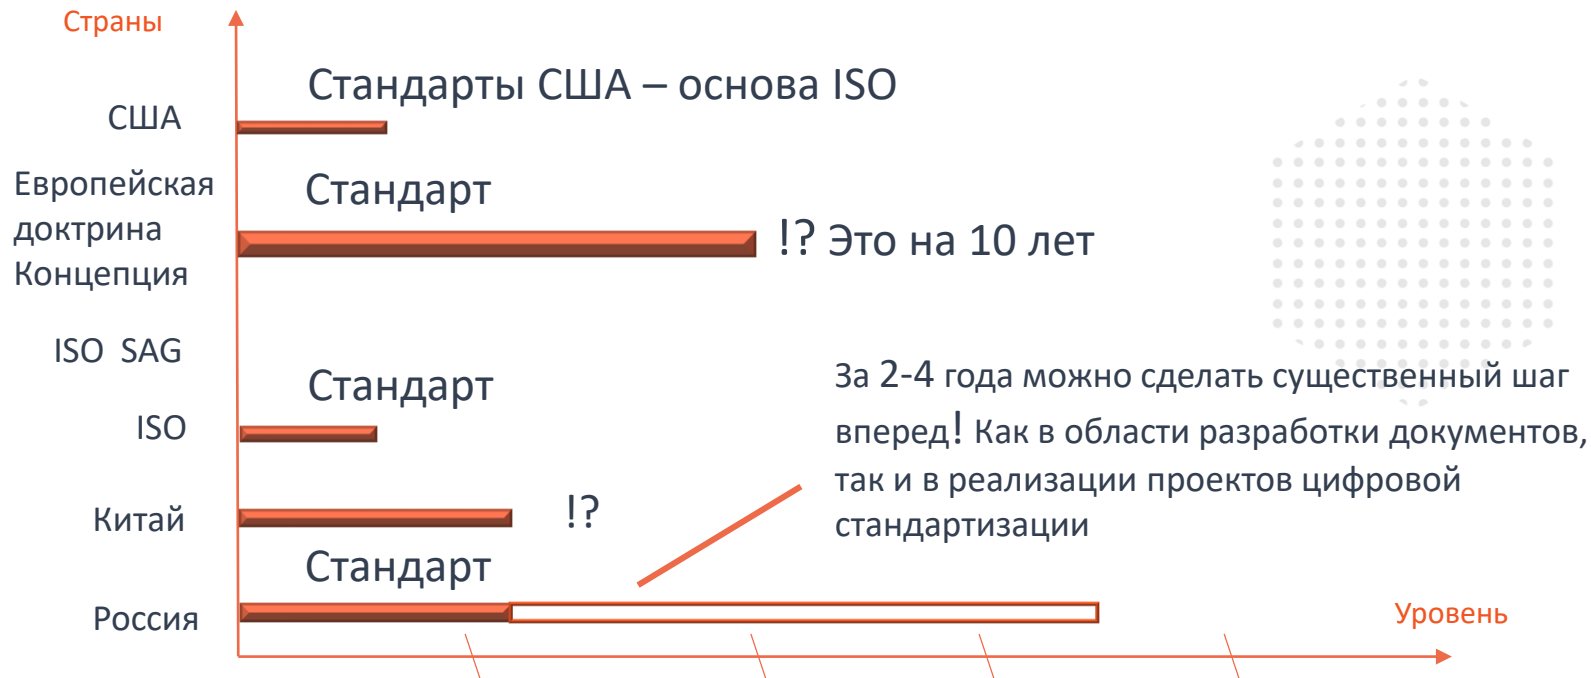 Страны
Стандарты США – основа ISO
США
Европейская
доктрина
Концепция
Стандарт
!? Это на 10 лет
ISO SAG
Стандарт
ISO
За 2-4 года можно сделать существенный шаг
вперед! Как в области разработки документов,
так и в реализации проектов цифровой
стандартизации
Китай
!?
Стандарт
Россия
Уровень